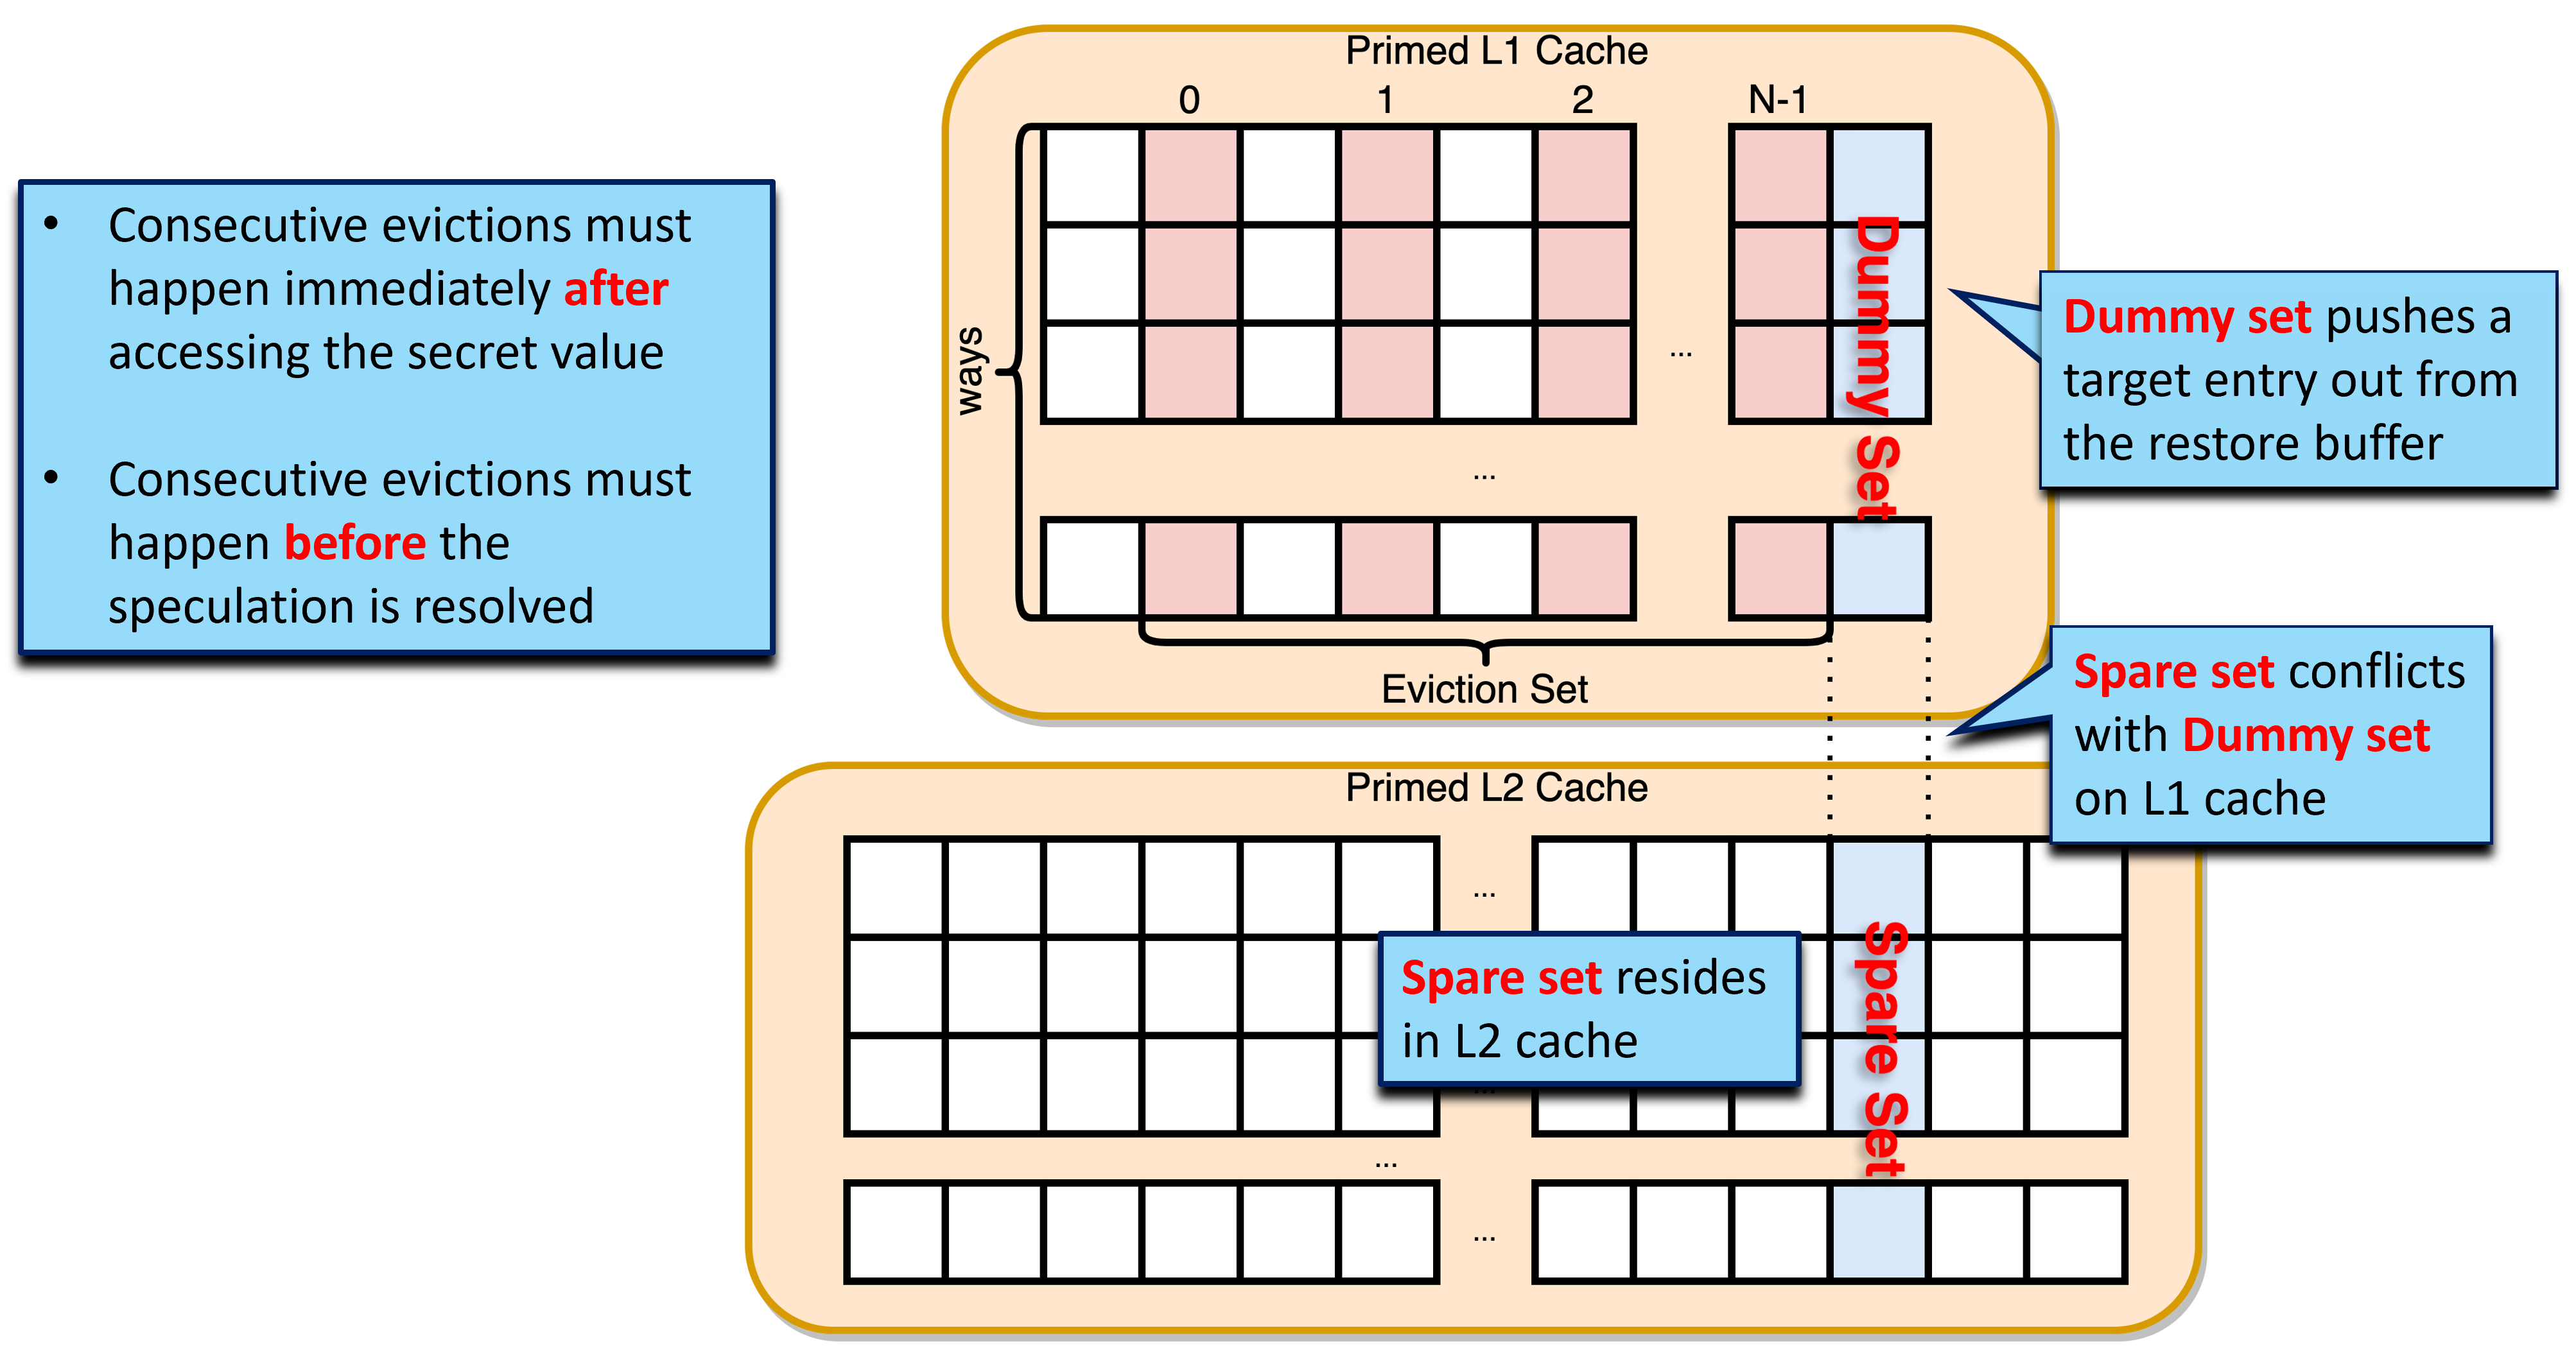 Primed L1 Cache
0 1 2 N-1
• Consecutive evictions must
happen immediately after
accessing the secret value
• Consecutive evictions must
happen before the
speculation is resolved
ways
...
...
Dummy Set
Dummy set pushes a
target entry out from
the restore buffer
Eviction Set
Spare set conflicts
with Dummy set
on L1 cache
Primed L2 Cache
...
Spare set resides
in L2 cache
...
Spare Set
...
...